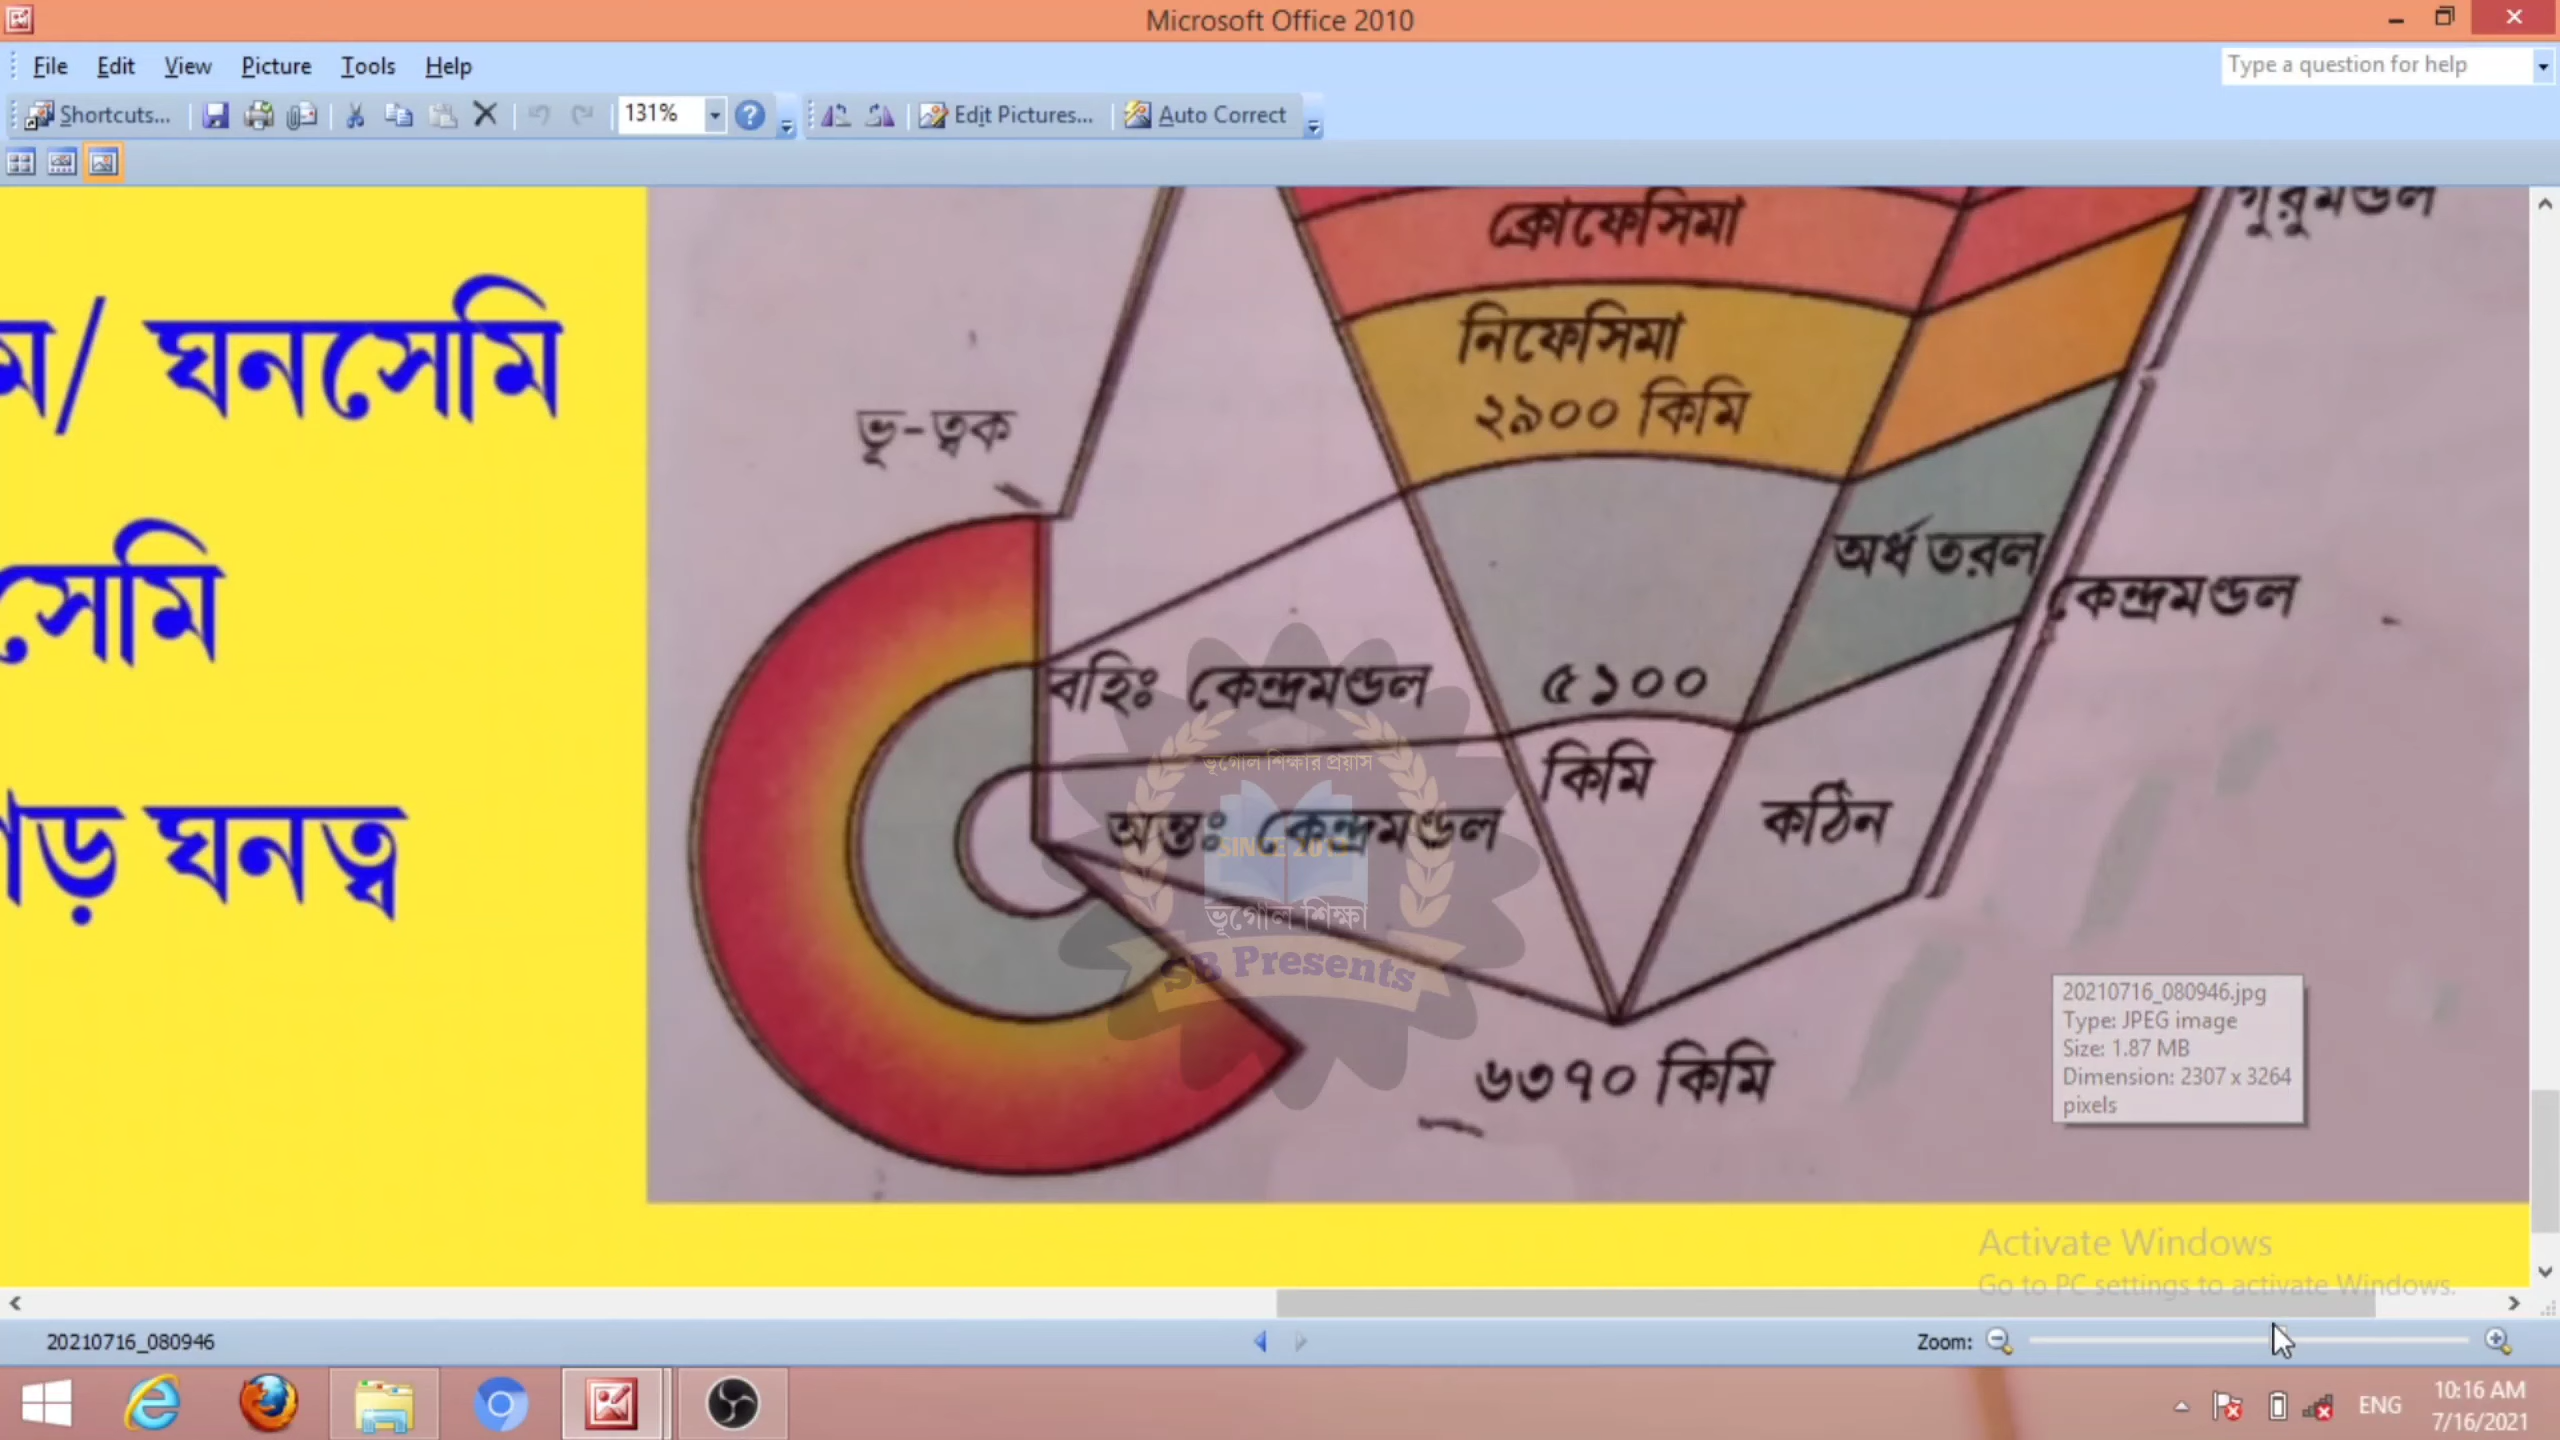 Microsoft Office 2010
File Edit View Picture Tools Help
Type a question for help
Shortcuts... 131% Edit Pictures... Auto Correct
গুরুমণ্ডল
ক্রোফেসিমা
/ ঘনসেমি
নিফেসিমা
২৯০০ কিমি
ভূ-ত্বক
অর্ধ তরল
কেন্দ্রমণ্ডল
সেমি
বহিঃ কেন্দ্রমণ্ডল
৫১০০
কিমি
ভূগোল শিক্ষার প্রয়াস
অন্তঃ কেন্দ্রমণ্ডল
কঠিন
ঘনত্ব
ভূগোল শিক্ষা
SB Presents
৬৩৭০ কিমি
20210716_080946.jpg
Type: JPEG image
Size: 1.87 MB
Dimension: 2307 x 3264
pixels
Activate Windows
Go to PC settings to activate Windows.
20210716_080946
Zoom:
ENG
10:16 AM
7/16/2021